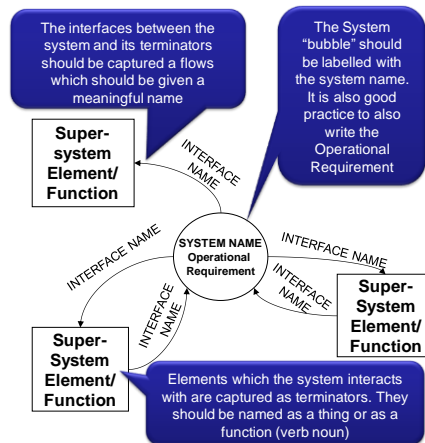 The interfaces between the
system and its terminators
should be captured a flows
which should be given a
meaningful name
The System
“bubble” should
be labelled with
the system name.
It is also good
practice to also
write the
Operational
Requirement
Super-
system
Element/
Function
INTERFACE
NAME
SYSTEM NAME
Operational
Requirement
INTERFACE NAME
INTERFACE NAME
INTERFACE
NAME
INTERFACE
NAME
Super-
System
Element/
Function
Super-
System
Element/
Function
Elements which the system interacts
with are captured as terminators. They
should be named as a thing or as a
function (verb noun)